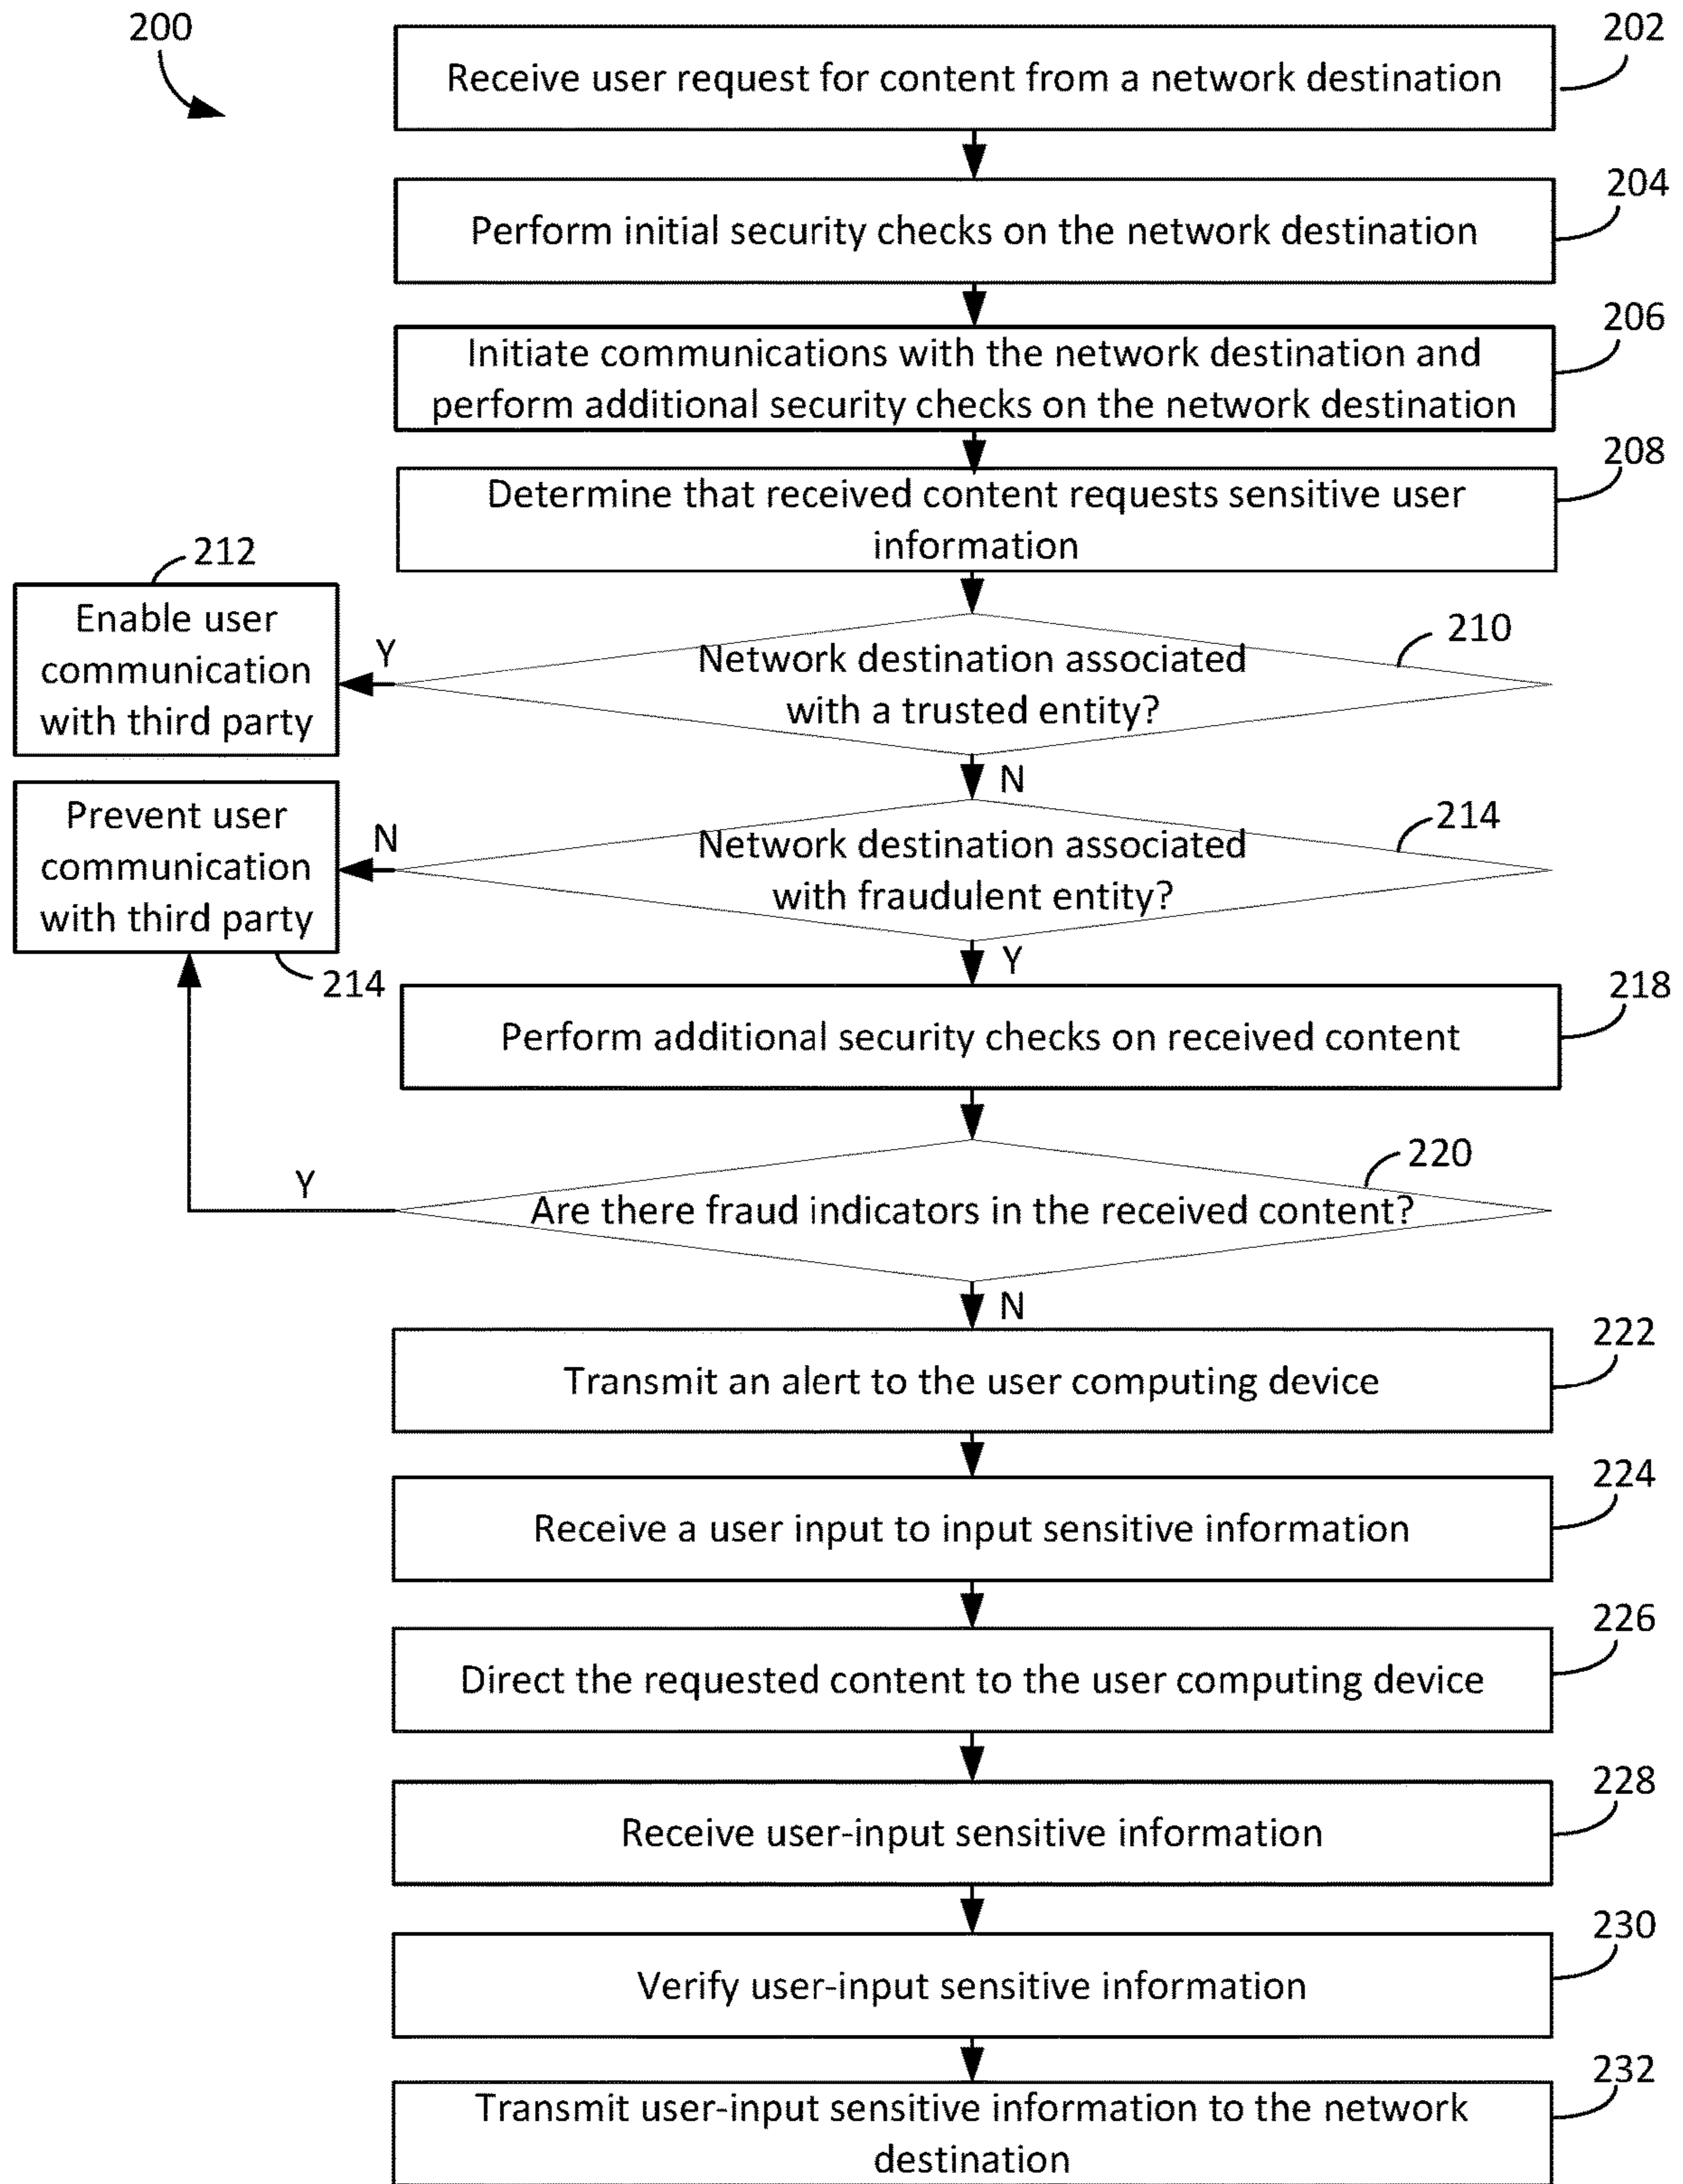 200
202
Receive user request for content from a network destination
204
Perform initial security checks on the network destination
206
Initiate communications with the network destination and
perform additional security checks on the network destination
208
Determine that received content requests sensitive user
information
212
Enable user
communication
with third party
Y
210
Network destination associated
with a trusted entity?
N
Prevent user
communication
with third party
214
N
214
Network destination associated
with fraudulent entity?
Y
218
Perform additional security checks on received content
Y
220
Are there fraud indicators in the received content?
N
222
Transmit an alert to the user computing device
224
Receive a user input to input sensitive information
226
Direct the requested content to the user computing device
228
Receive user-input sensitive information
230
Verify user-input sensitive information
232
Transmit user-input sensitive information to the network
destination